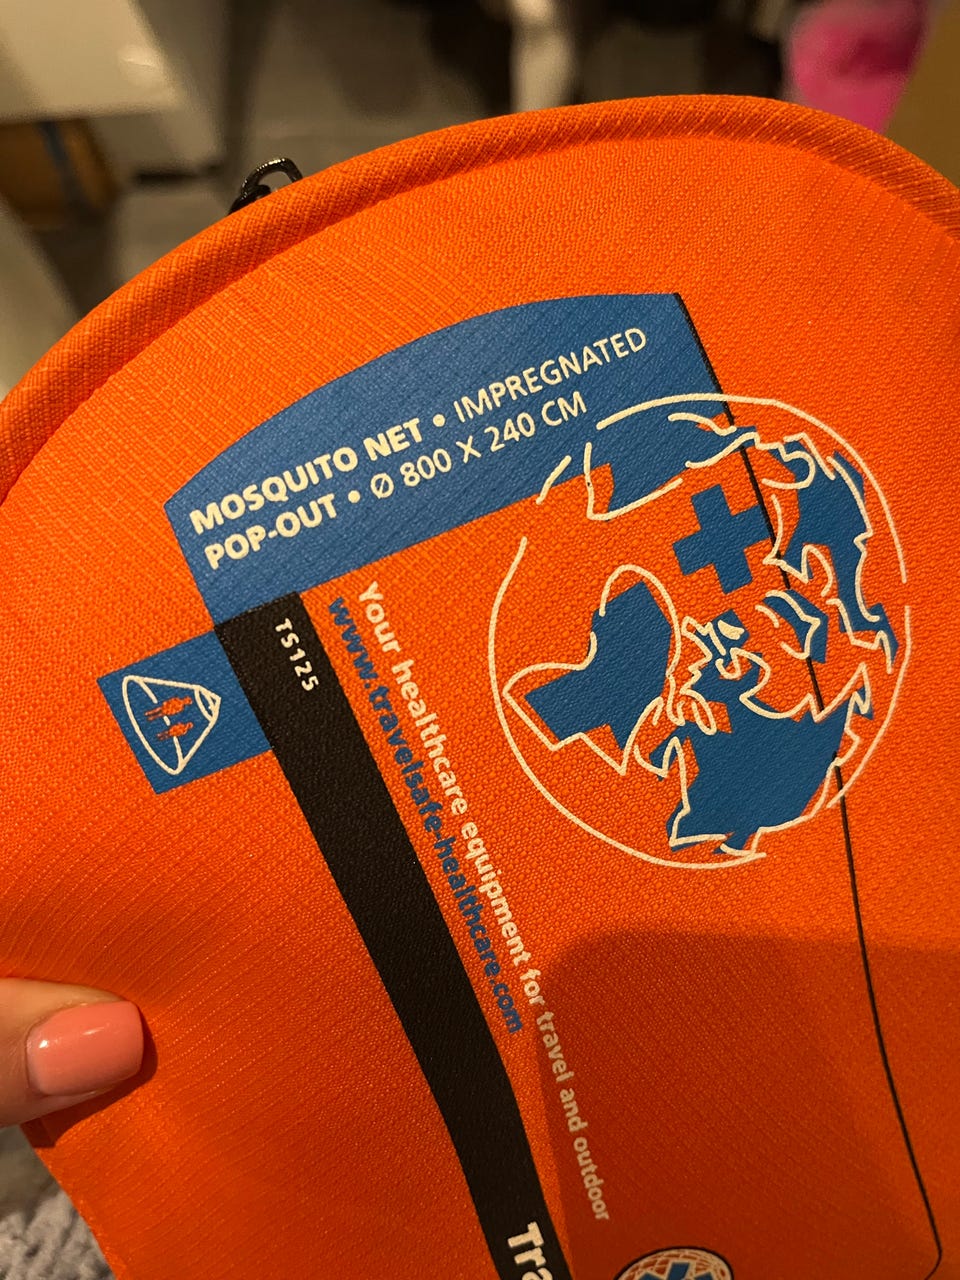 MOSQUITO NET • IMPREGNATED
POP-OUT • Ø 800 X 240 CM
TS125
Your healthcare equipment for travel and outdoor
www.travelsafe-healthcare.com